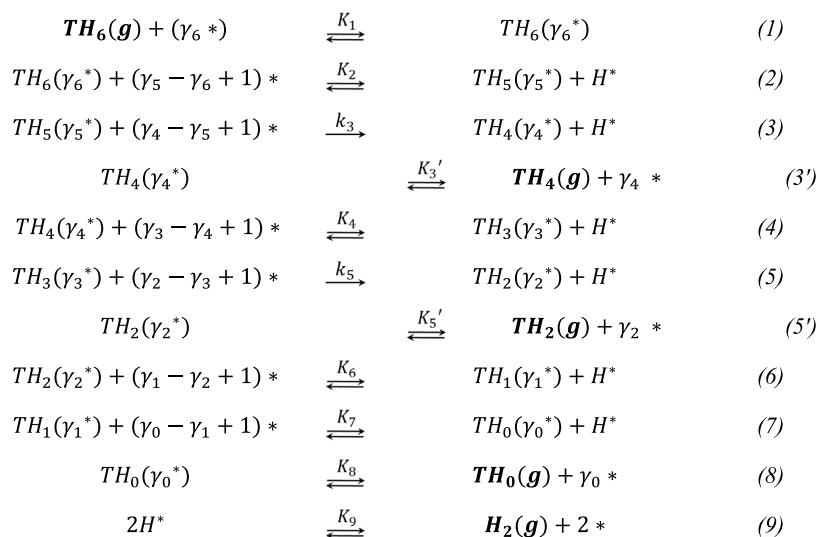 TH₆(g) + (γ₆ *) ⇌ K₁ TH₆(γ₆*) (1)
TH₆(γ₆*) + (γ₅ − γ₆ + 1) * ⇌ K₂ TH₅(γ₅*) + H* (2)
TH₅(γ₅*) + (γ₄ − γ₅ + 1) * → k₃ TH₄(γ₄*) + H* (3)
TH₄(γ₄*) ⇌ K₃′ TH₄(g) + γ₄ * (3′)
TH₄(γ₄*) + (γ₃ − γ₄ + 1) * ⇌ K₄ TH₃(γ₃*) + H* (4)
TH₃(γ₃*) + (γ₂ − γ₃ + 1) * → k₅ TH₂(γ₂*) + H* (5)
TH₂(γ₂*) ⇌ K₅′ TH₂(g) + γ₂ * (5′)
TH₂(γ₂*) + (γ₁ − γ₂ + 1) * ⇌ K₆ TH₁(γ₁*) + H* (6)
TH₁(γ₁*) + (γ₀ − γ₁ + 1) * ⇌ K₇ TH₀(γ₀*) + H* (7)
TH₀(γ₀*) ⇌ K₈ TH₀(g) + γ₀ * (8)
2H* ⇌ K₉ H₂(g) + 2 * (9)